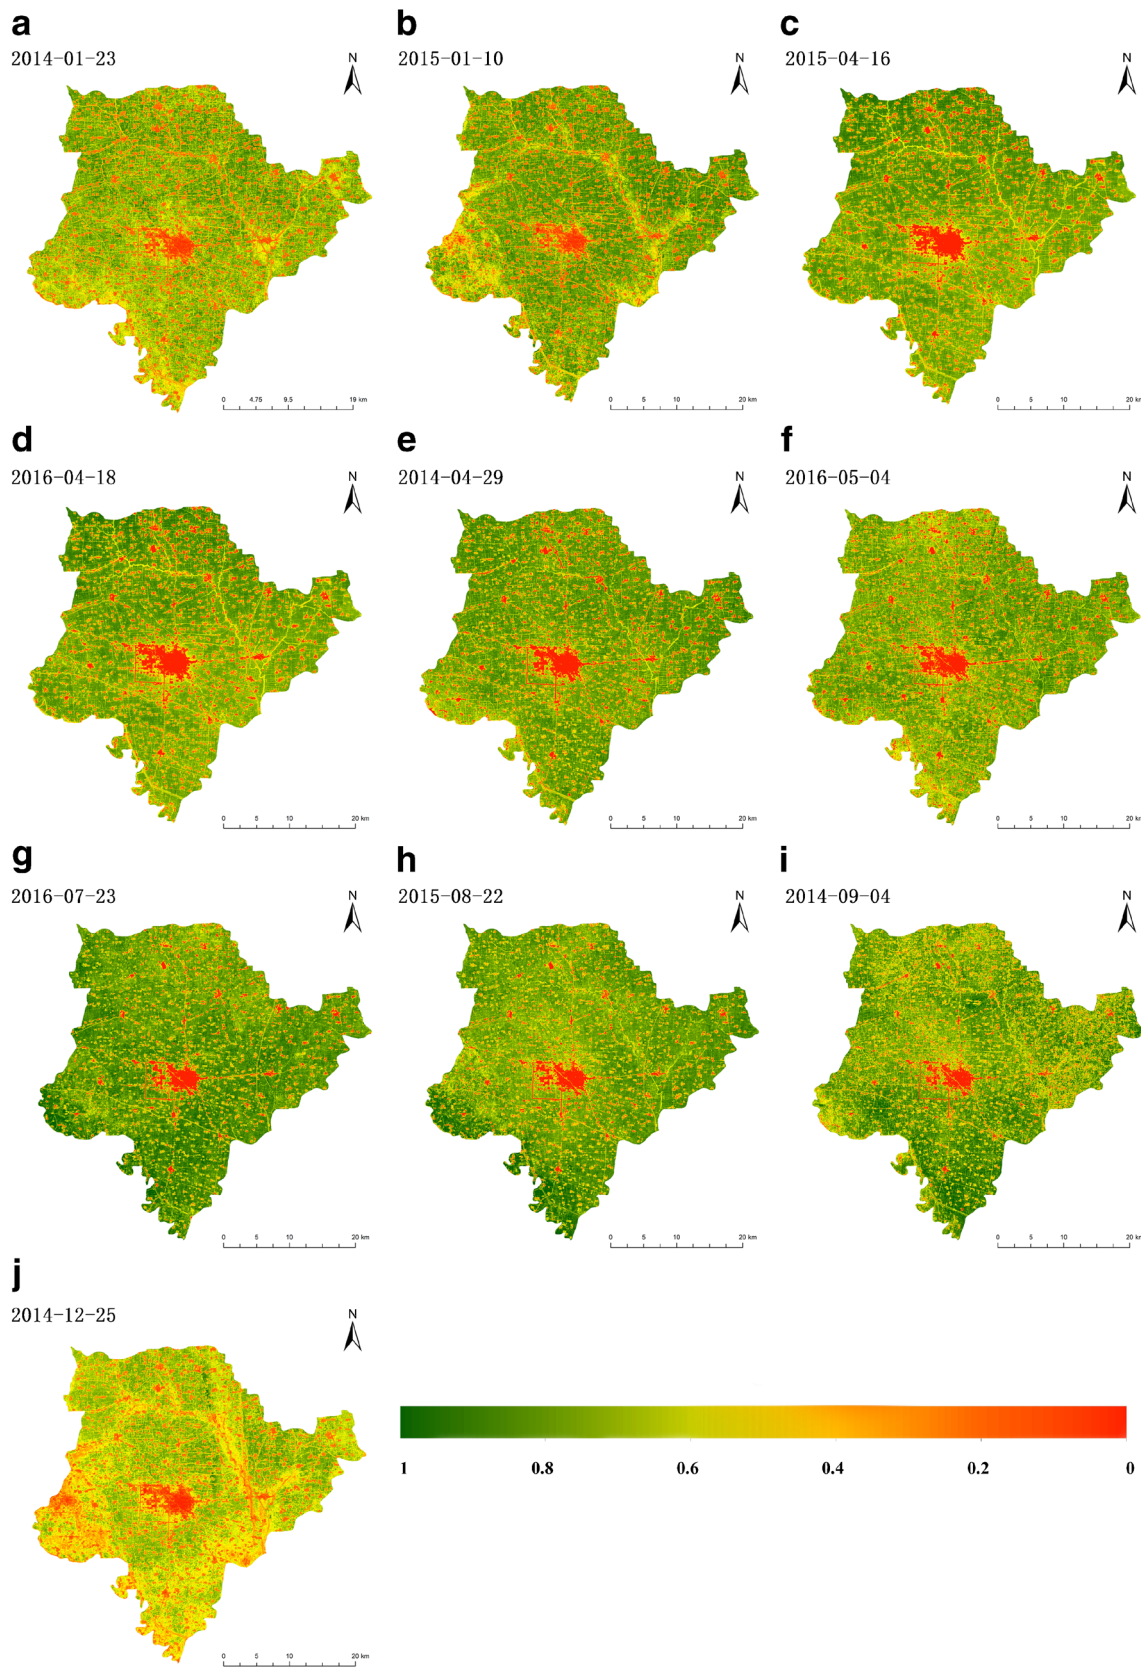 a b c
2014-01-23 2015-01-10 2015-04-16
N N N
0 4.75 9.5 19 km 0 5 10 20 km 0 5 10 20 k
d e f
2016-04-18 2014-04-29 2016-05-04
N N N
0 5 10 20 km 0 5 10 20 km 0 5 10 20 k
g h i
2016-07-23 2015-08-22 2014-09-04
N N N
0 5 10 20 km 0 5 10 20 km 0 5 10 20 k
j
2014-12-25
N
1 0.8 0.6 0.4 0.2 0
0 5 10 20 km